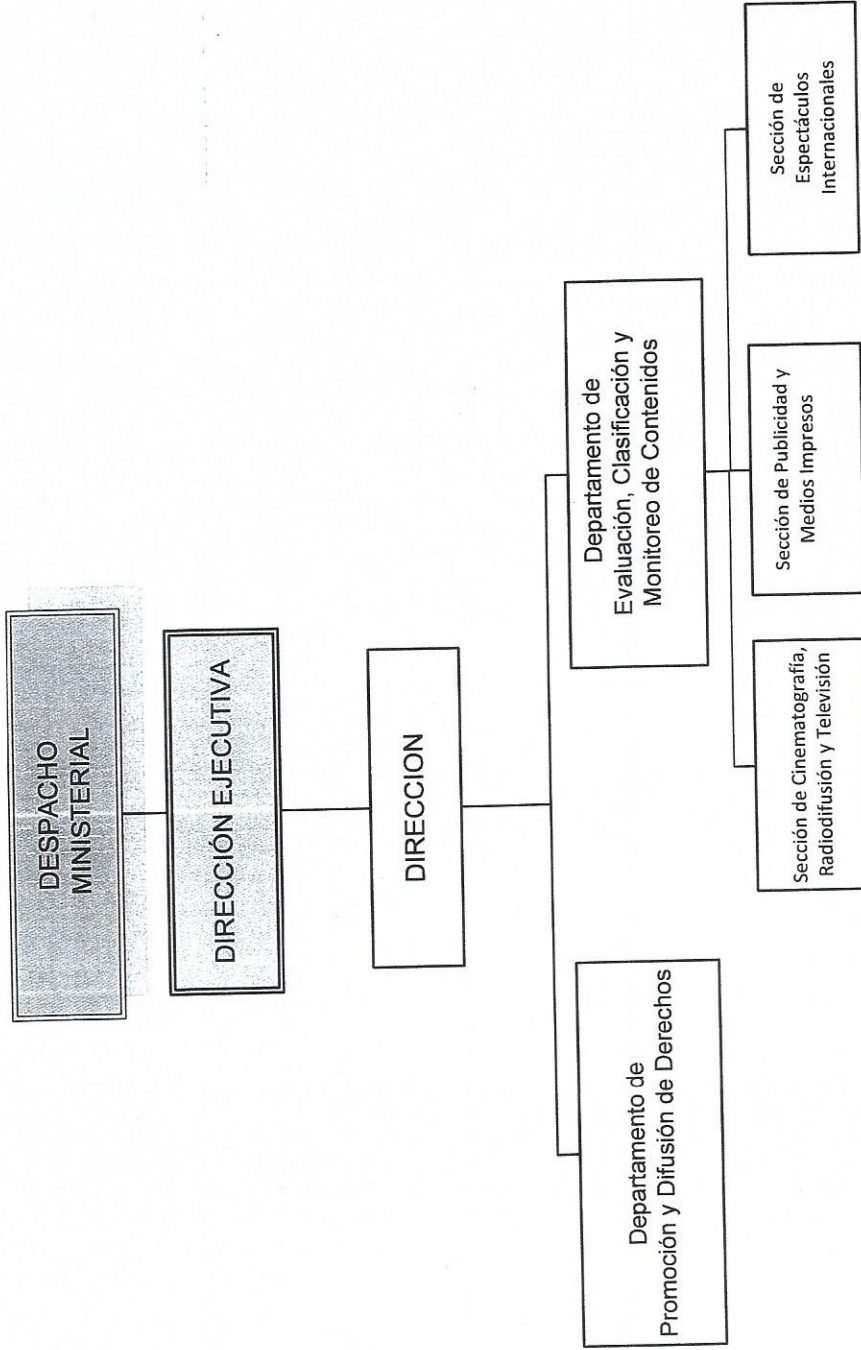 DESPACHO
MINISTERIAL
DIRECCIÓN EJECUTIVA
DIRECCION
Departamento de
Promoción y Difusión de Derechos
Departamento de
Evaluación, Clasificación y
Monitoreo de Contenidos
Sección de Cinematografía,
Radiodifusión y Televisión
Sección de Publicidad y
Medios Impresos
Sección de
Espectáculos
Internacionales